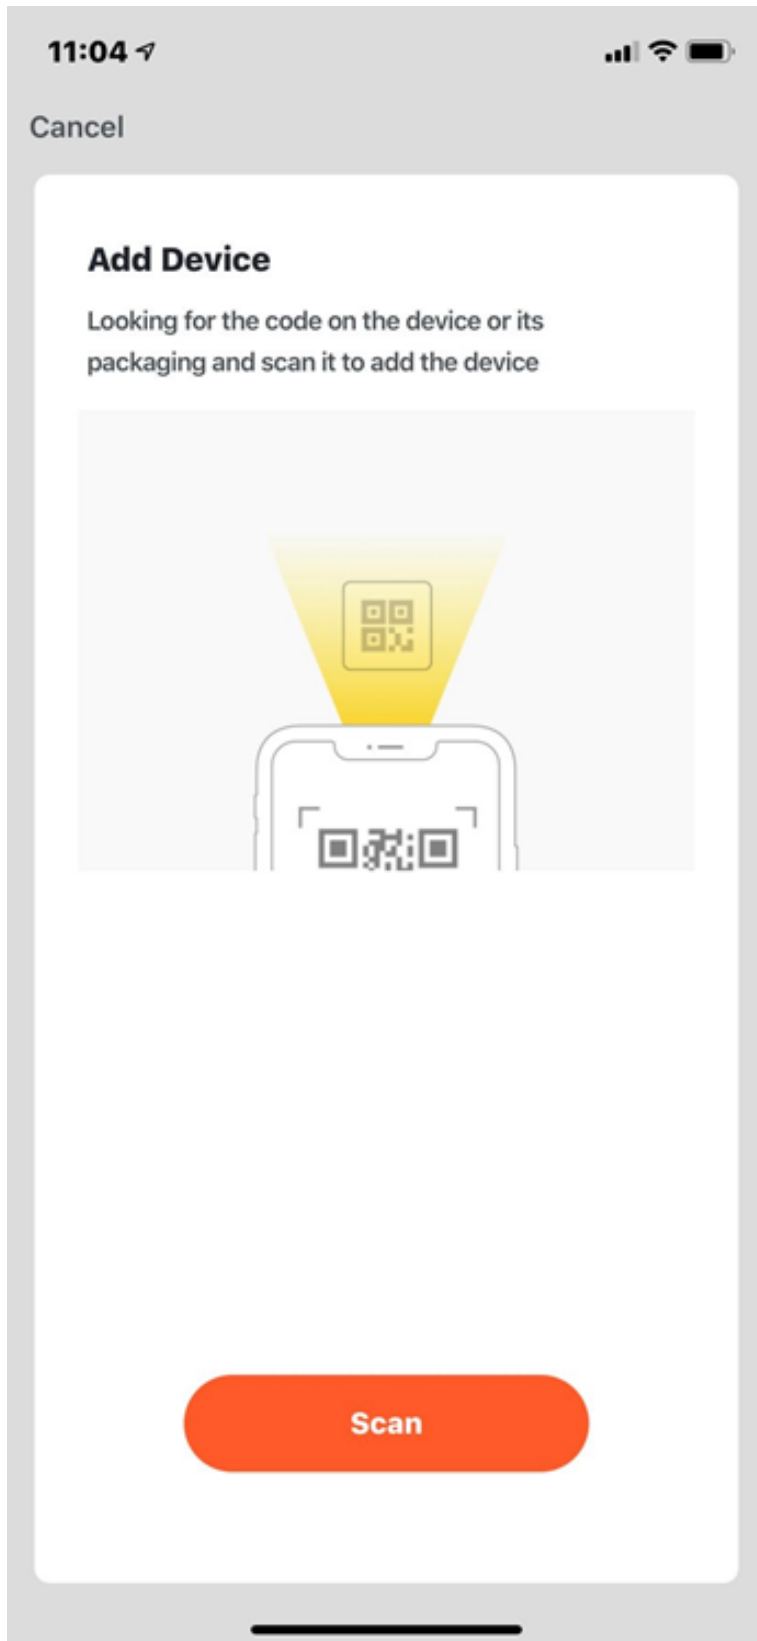 11:04
Cancel
Add Device
Looking for the code on the device or its
packaging and scan it to add the device
Scan